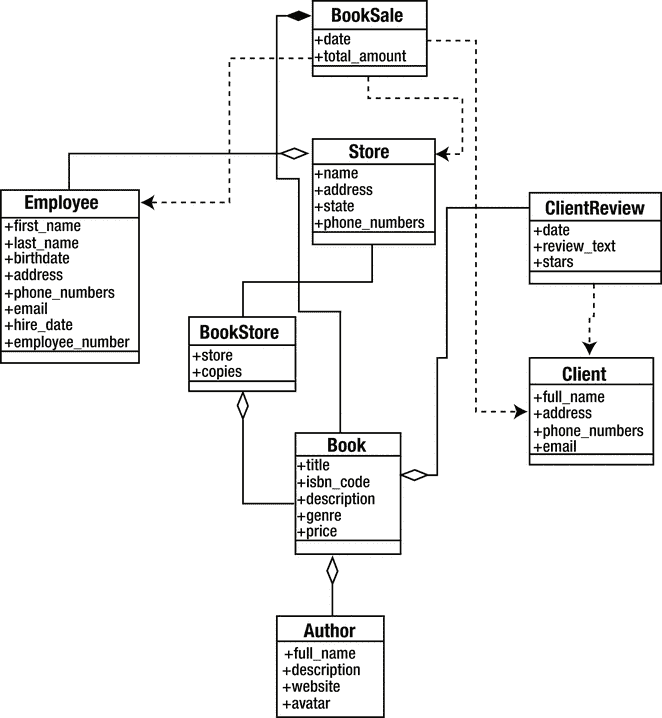 BookSale
+date
+total_amount
Store
+name
+address
+state
+phone_numbers
Employee
+first_name
+last_name
+birthdate
+address
+phone_numbers
+email
+hire_date
+employee_number
ClientReview
+date
+review_text
+stars
BookStore
+store
+copies
Client
+full_name
+address
+phone_numbers
+email
Book
+title
+isbn_code
+description
+genre
+price
Author
+full_name
+description
+website
+avatar